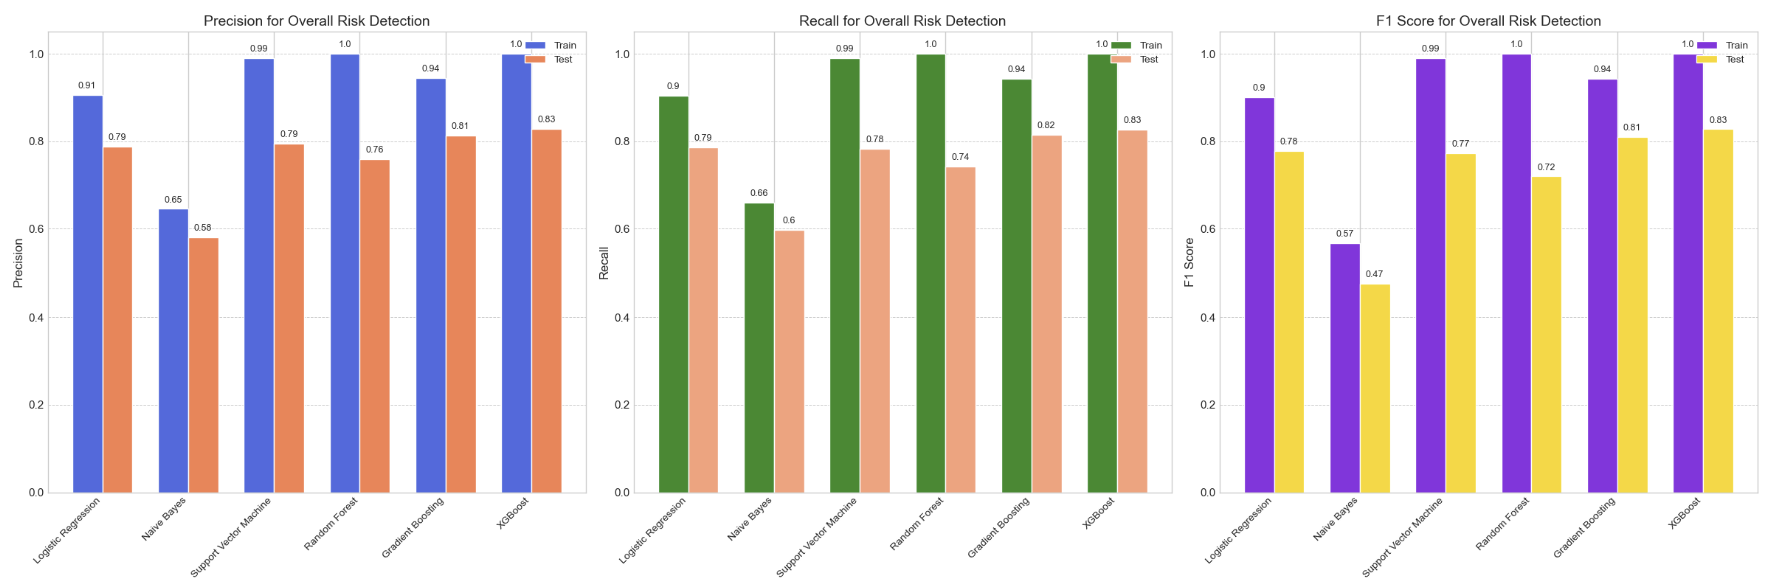 Precision for Overall Risk Detection
Train
Test
1.0
0.8
0.6
0.4
0.2
0.0
Precision
0.91
0.79
0.65
0.58
0.99
0.79
1.0
0.76
0.94
0.81
1.0
0.83
Logistic Regression
Naive Bayes
Support Vector Machine
Random Forest
Gradient Boosting
XGBoost
Recall for Overall Risk Detection
Train
Test
1.0
0.8
0.6
0.4
0.2
0.0
Recall
0.9
0.79
0.66
0.6
0.99
0.78
1.0
0.74
0.94
0.82
1.0
0.83
Logistic Regression
Naive Bayes
Support Vector Machine
Random Forest
Gradient Boosting
XGBoost
F1 Score for Overall Risk Detection
Train
Test
1.0
0.8
0.6
0.4
0.2
0.0
F1 Score
0.9
0.78
0.57
0.47
0.99
0.77
1.0
0.72
0.94
0.81
1.0
0.83
Logistic Regression
Naive Bayes
Support Vector Machine
Random Forest
Gradient Boosting
XGBoost